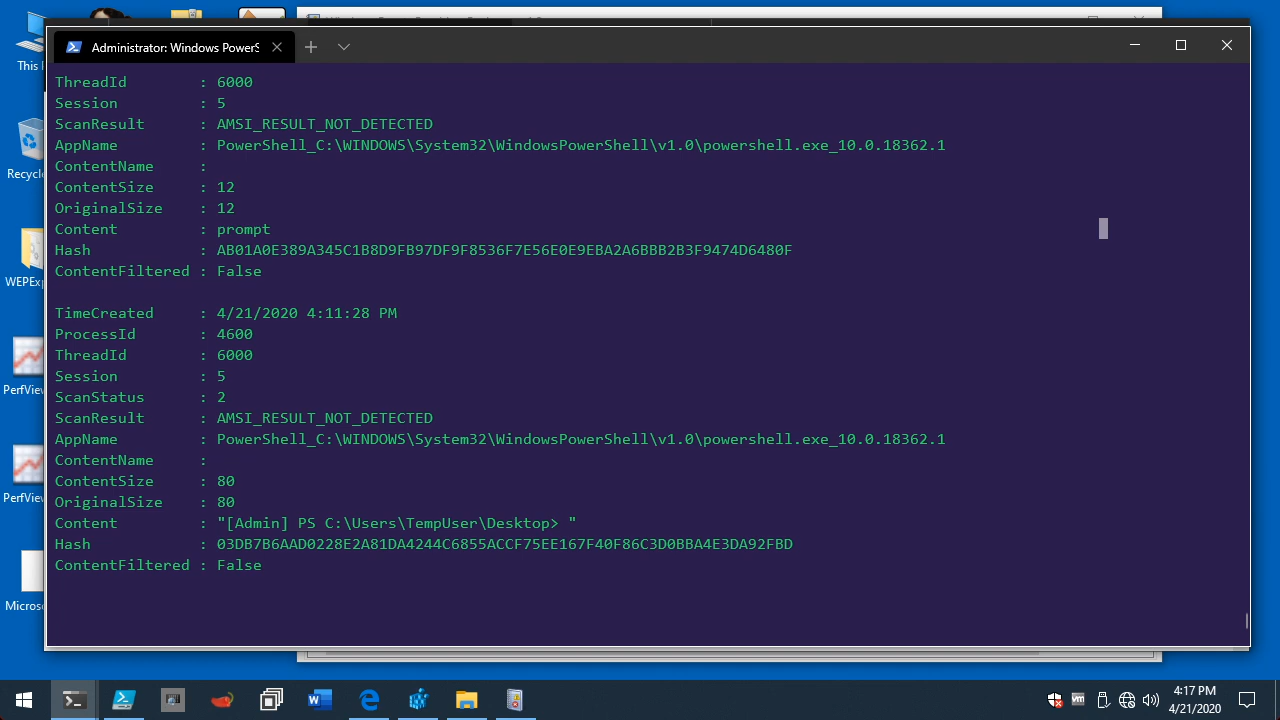 Administrator: Windows PowerS
ThreadId : 6000
Session : 5
ScanResult : AMSI_RESULT_NOT_DETECTED
AppName : PowerShell_C:\WINDOWS\System32\WindowsPowerShell\v1.0\powershell.exe_10.0.18362.1
ContentName :
ContentSize : 12
OriginalSize : 12
Content : prompt
Hash : AB01A0E389A345C1B8D9FB97DF9F8536F7E56E0E9EBA2A6BBB2B3F9474D6480F
ContentFiltered : False
TimeCreated : 4/21/2020 4:11:28 PM
ProcessId : 4600
ThreadId : 6000
Session : 5
ScanStatus : 2
ScanResult : AMSI_RESULT_NOT_DETECTED
AppName : PowerShell_C:\WINDOWS\System32\WindowsPowerShell\v1.0\powershell.exe_10.0.18362.1
ContentName :
ContentSize : 80
OriginalSize : 80
Content : "[Admin] PS C:\Users\TempUser\Desktop> "
Hash : 03DB7B6AAD0228E2A81DA4244C6855ACCF75EE167F40F86C3D0BBA4E3DA92FBD
ContentFiltered : False
This
Recycl
WEPEx
PerfView
PerfView
Micros
4:17 PM
4/21/2020